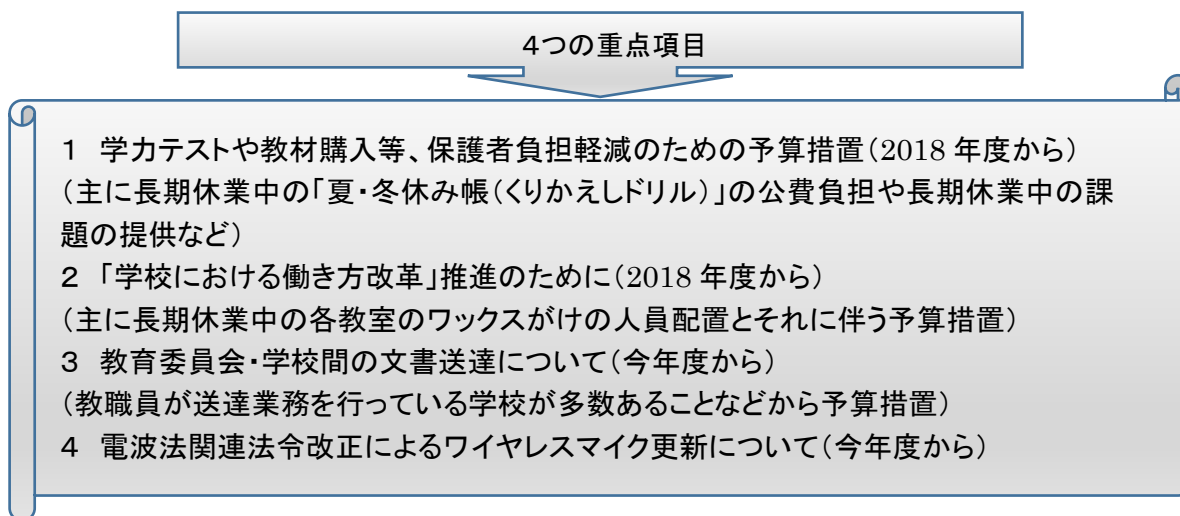 4つの重点項目
1 学力テストや教材購入等、保護者負担軽減のための予算措置(2018 年度から)
(主に長期休業中の「夏・冬休み帳(くりかえしドリル)」の公費負担や長期休業中の課
題の提供など)
2 「学校における働き方改革」推進のために(2018 年度から)
(主に長期休業中の各教室のワックスがけの人員配置とそれに伴う予算措置)
3 教育委員会・学校間の文書送達について(今年度から)
(教職員が送達業務を行っている学校が多数あることなどから予算措置)
4 電波法関連法令改正によるワイヤレスマイク更新について(今年度から)